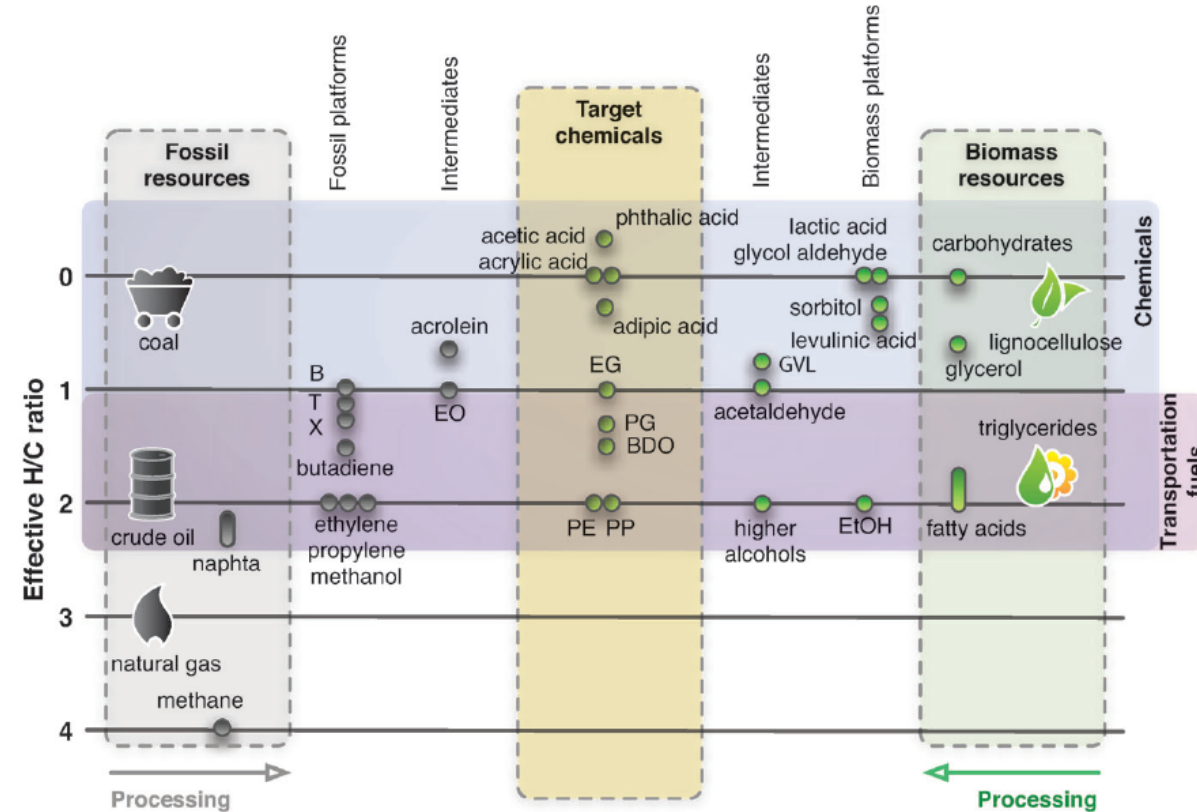 Fossil platforms
Intermediates
Target
chemicals
Intermediates
Biomass platforms
Fossil
resources
Biomass
resources
phthalic acid
acetic acid
acrylic acid
lactic acid
glycol aldehyde
carbohydrates
Chemicals
0
coal
acrolein
adipic acid
sorbitol
levulinic acid
lignocellulose
glycerol
B
EG
GVL
1
T
EO
acetaldehyde
X
PG
BDO
triglycerides
butadiene
Transportation
fuels
Effective H/C ratio
2
crude oil
naphta
ethylene
propylene
methanol
PE PP
higher
alcohols
EtOH
fatty acids
3
natural gas
methane
4
Processing
Processing